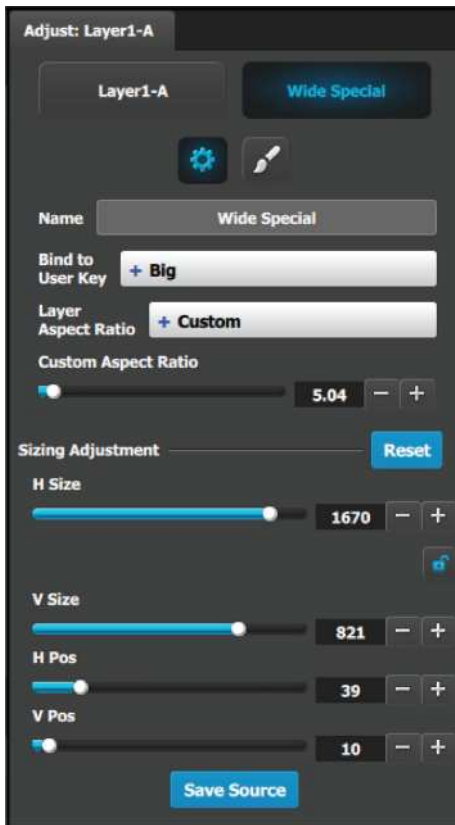 Adjust: Layer1-A
Layer1-A
Wide Special
Name
Wide Special
Bind to
User Key
+ Big
Layer
Aspect Ratio
+ Custom
Custom Aspect Ratio
5.04 − +
Sizing Adjustment
Reset
H Size
1670 − +
V Size
821 − +
H Pos
39 − +
V Pos
10 − +
Save Source